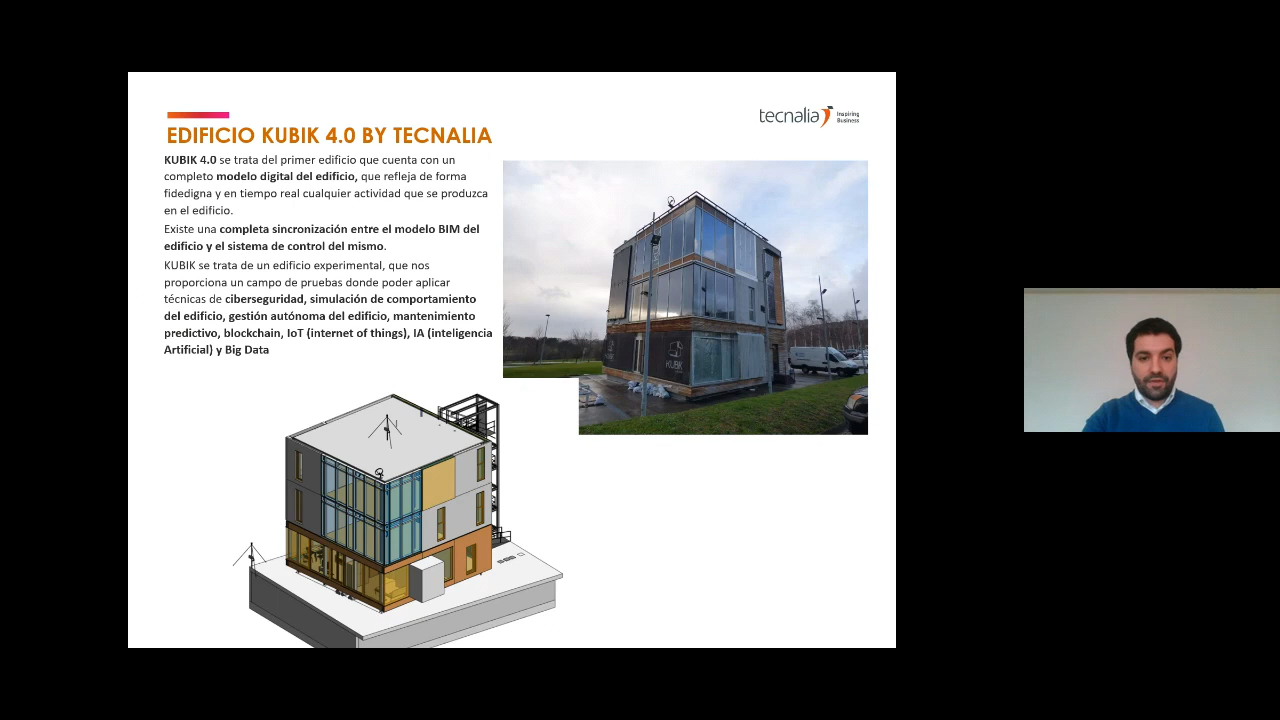 tecnalia Inspiring
Business
EDIFICIO KUBIK 4.0 BY TECNALIA
KUBIK 4.0 se trata del primer edificio que cuenta con un
completo modelo digital del edificio, que refleja de forma
fidedigna y en tiempo real cualquier actividad que se produzca
en el edificio.
Existe una completa sincronización entre el modelo BIM del
edificio y el sistema de control del mismo.
KUBIK se trata de un edificio experimental, que nos
proporciona un campo de pruebas donde poder aplicar
técnicas de ciberseguridad, simulación de comportamiento
del edificio, gestión autónoma del edificio, mantenimiento
predictivo, blockchain, IoT (internet of things), IA (inteligencia
Artificial) y Big Data
KUBIK